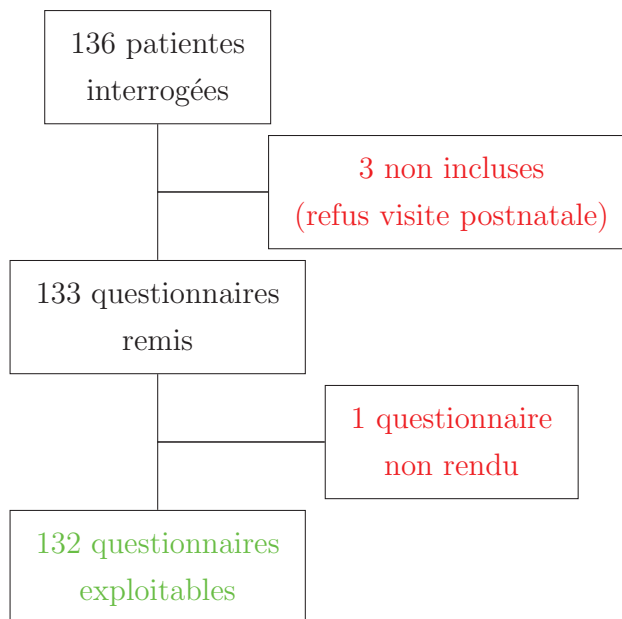 136 patientes
interrogées
3 non incluses
(refus visite postnatale)
133 questionnaires
remis
1 questionnaire
non rendu
132 questionnaires
exploitables